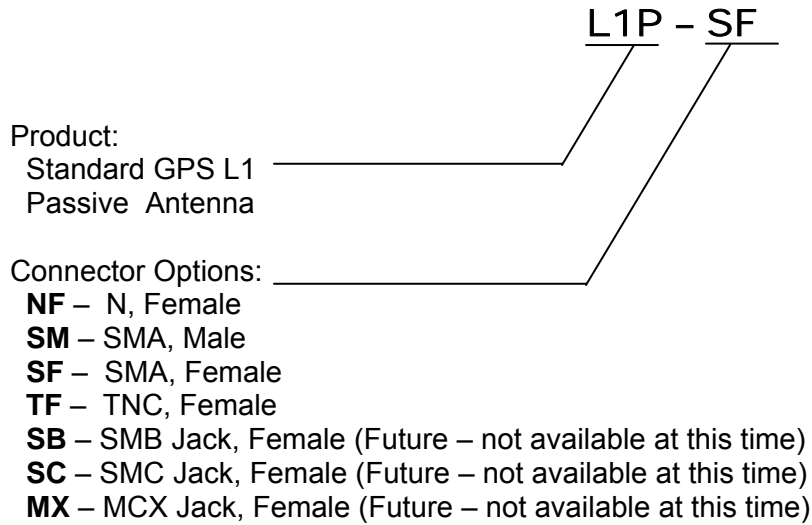 L1P – SF
Product:
Standard GPS L1
Passive Antenna
Connector Options:
NF – N, Female
SM – SMA, Male
SF – SMA, Female
TF – TNC, Female
SB – SMB Jack, Female (Future – not available at this time)
SC – SMC Jack, Female (Future – not available at this time)
MX – MCX Jack, Female (Future – not available at this time)